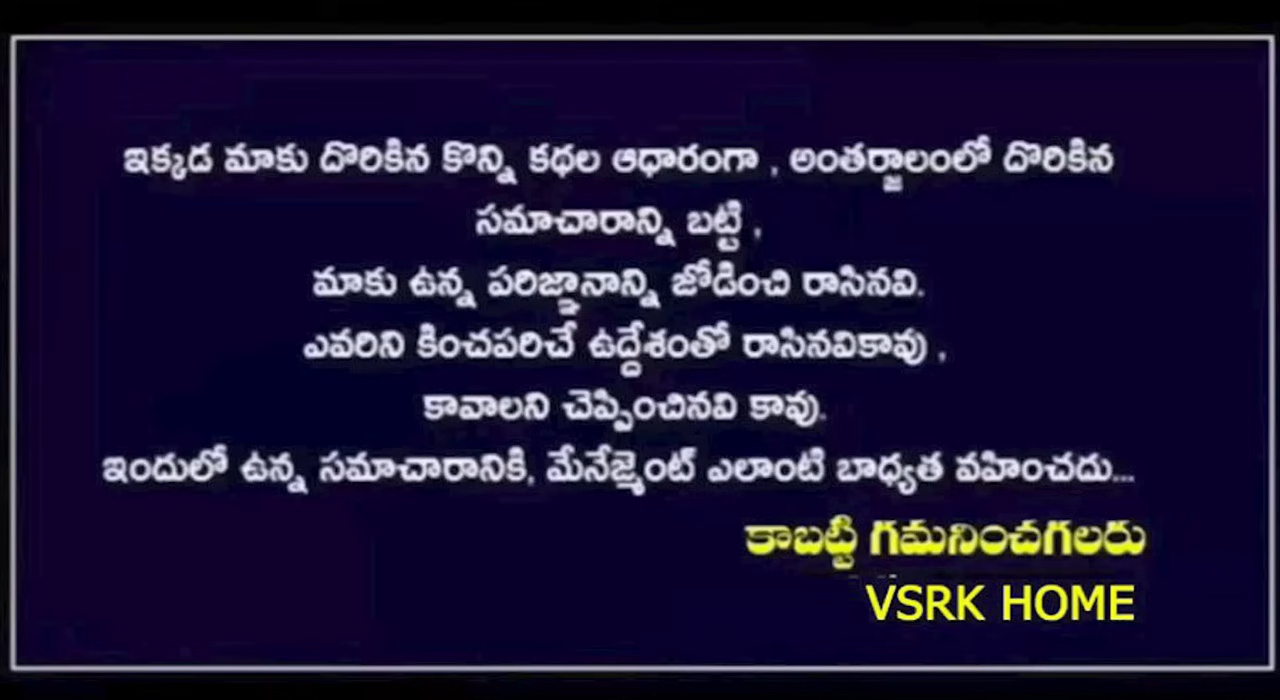 ఇక్కడ మాకు దొరికిన కొన్ని కథల ఆధారంగా , అంతర్జాలంలో దొరికిన
సమాచారాన్ని బట్టి ,
మాకు ఉన్న పరిజ్ఞానాన్ని జోడించి రాసినవి.
ఎవరిని కించపరిచే ఉద్దేశంతో రాసినవికావు ,
కావాలని చెప్పించినవి కావు.
ఇందులో ఉన్న సమాచారానికి, మేనేజ్మెంట్ ఎలాంటి బాధ్యత వహించదు...
కాబట్టి గమనించగలరు
VSRK HOME